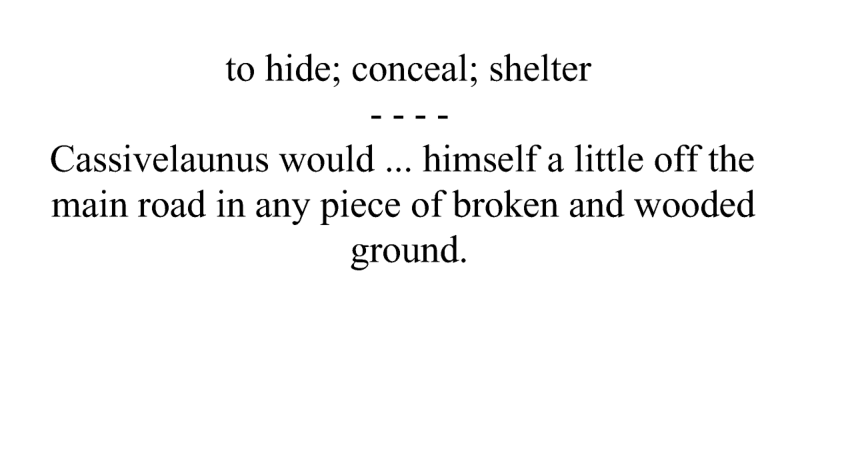 to hide; conceal; shelter
- - - -
Cassivelaunus would ... himself a little off the
main road in any piece of broken and wooded
ground.